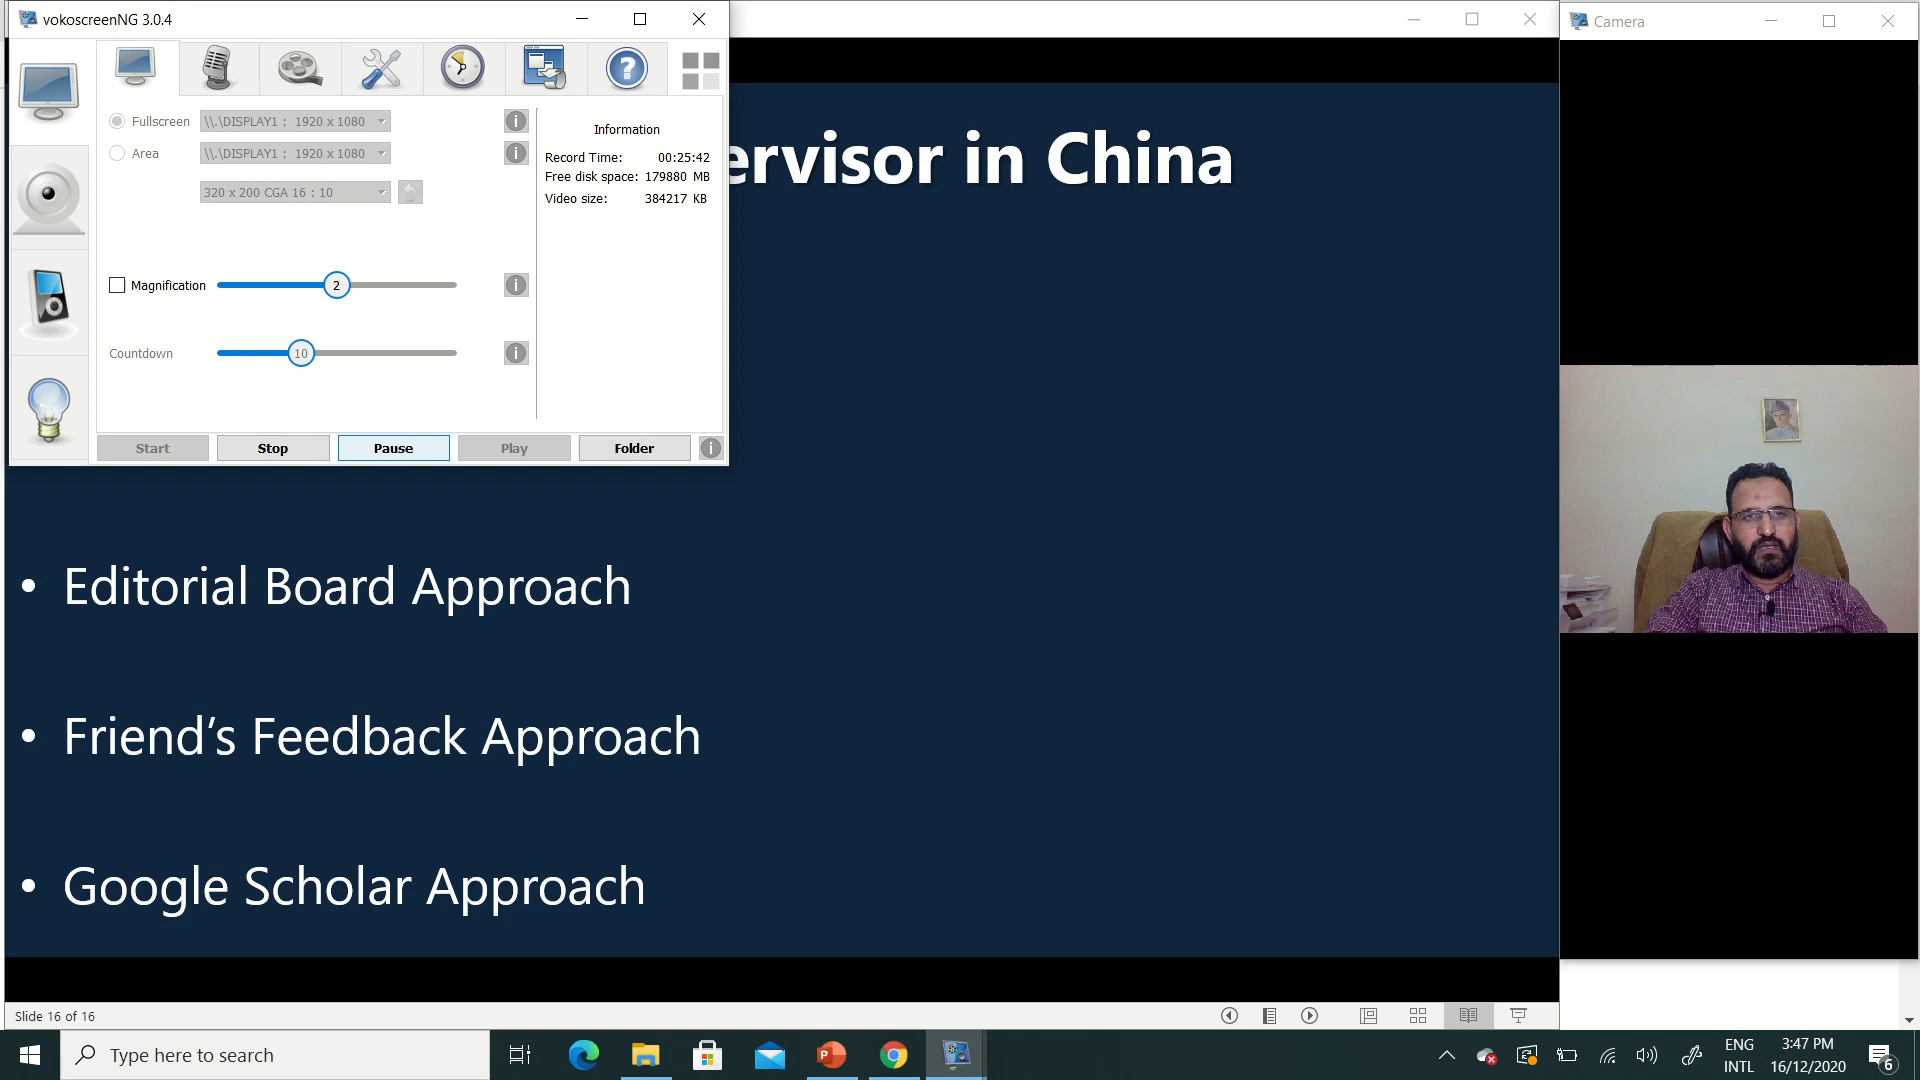 vokoscreenNG 3.0.4
Camera
Fullscreen
\\.\DISPLAY1 : 1920 x 1080
Area
\\.\DISPLAY1 : 1920 x 1080
320 x 200 CGA 16 : 10
Information
Record Time: 00:25:42
Free disk space: 179880 MB
Video size: 384217 KB
Magnification
2
Countdown
10
Start
Stop
Pause
Play
Folder
ervisor in China
• Editorial Board Approach
• Friend’s Feedback Approach
• Google Scholar Approach
Slide 16 of 16
Type here to search
ENG
INTL
3:47 PM
16/12/2020
6